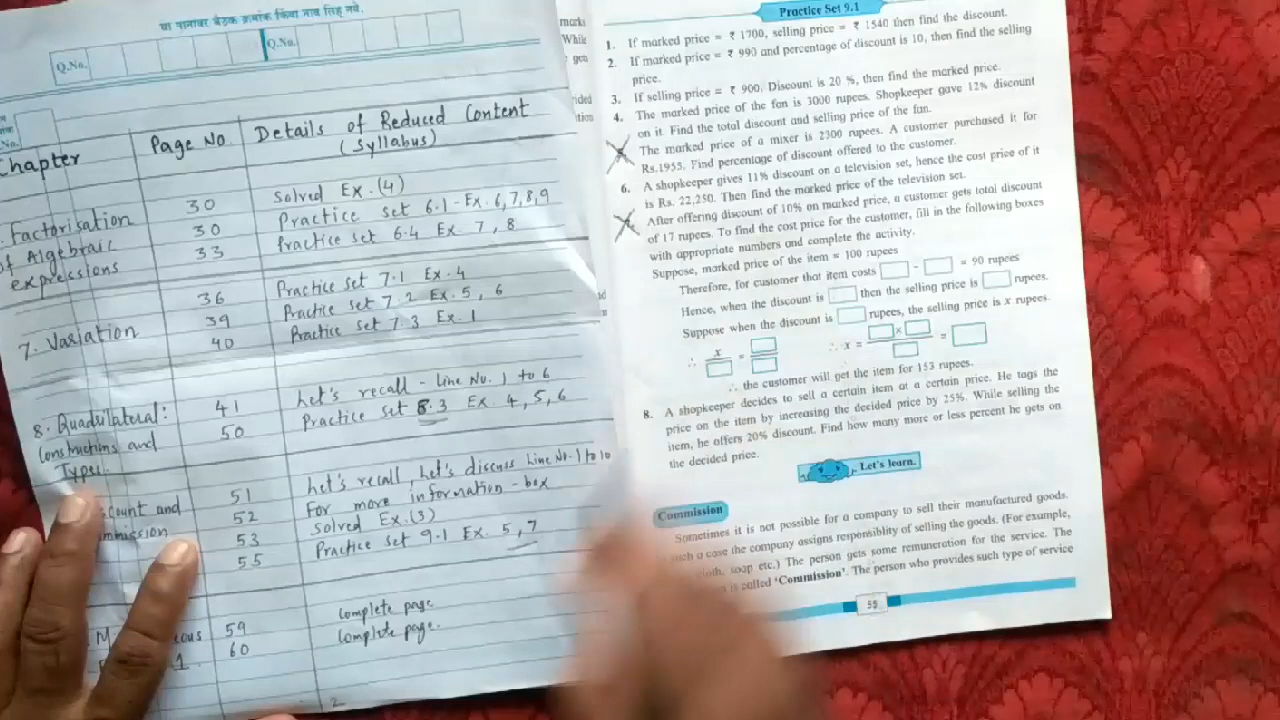 या पानावर बैठक क्रमांक किंवा नाव लिहू नये.
Q.No.
Q.No.
No.
Chapter
Page No
Details of Reduced Content
(Syllabus)
Factorisation
of Algebraic
expressions
30
Solved Ex.(4)
30
Practice set 6.1 - Ex. 6,7,8,9
33
Practice set 6.4 Ex. 7, 8
7. Variation
36
Practice set 7.1 Ex. 4
39
Practice set 7.2 Ex. 5, 6
40
Practice set 7.3 Ex. 1
8. Quadrilateral:
Constructions and
Types
41
Let's recall - Line No. 1 to 6
50
Practice set 8.3 Ex. 4, 5, 6
scount and
mmission
51
Let's recall, Let's discuss Line No. 1 to 10
52
For more information - box
53
Solved Ex.(3)
55
Practice set 9.1 Ex. 5, 7
59
Complete page
60
Complete page.
2
Practice Set 9.1
1. If marked price = ₹ 1700, selling price = ₹ 1540 then find the discount.
2. If marked price = ₹ 990 and percentage of discount is 10, then find the selling
price.
3. If selling price = ₹ 900. Discount is 20 %, then find the marked price.
4. The marked price of the fan is 3000 rupees. Shopkeeper gave 12% discount
on it. Find the total discount and selling price of the fan.
The marked price of a mixer is 2300 rupees. A customer purchased it for
Rs.1955. Find percentage of discount offered to the customer.
6. A shopkeeper gives 11% discount on a television set, hence the cost price of it
is Rs. 22,250. Then find the marked price of the television set.
After offering discount of 10% on marked price, a customer gets total discount
of 17 rupees. To find the cost price for the customer, fill in the following boxes
with appropriate numbers and complete the activity.
Suppose, marked price of the item = 100 rupees
Therefore, for customer that item costs - = 90 rupees
Hence, when the discount is then the selling price is rupees.
Suppose when the discount is rupees, the selling price is x rupees.
∴ x = ∴ x = × =
∴ the customer will get the item for 153 rupees.
8. A shopkeeper decides to sell a certain item at a certain price. He tags the
price on the item by increasing the decided price by 25%. While selling the
item, he offers 20% discount. Find how many more or less percent he gets on
the decided price.
Let's learn.
Commission
Sometimes it is not possible for a company to sell their manufactured goods.
such a case the company assigns responsiblity of selling the goods. (For example,
cloth, soap etc.) The person gets some remuneration for the service. The
is called 'Commission'. The person who provides such type of service
55